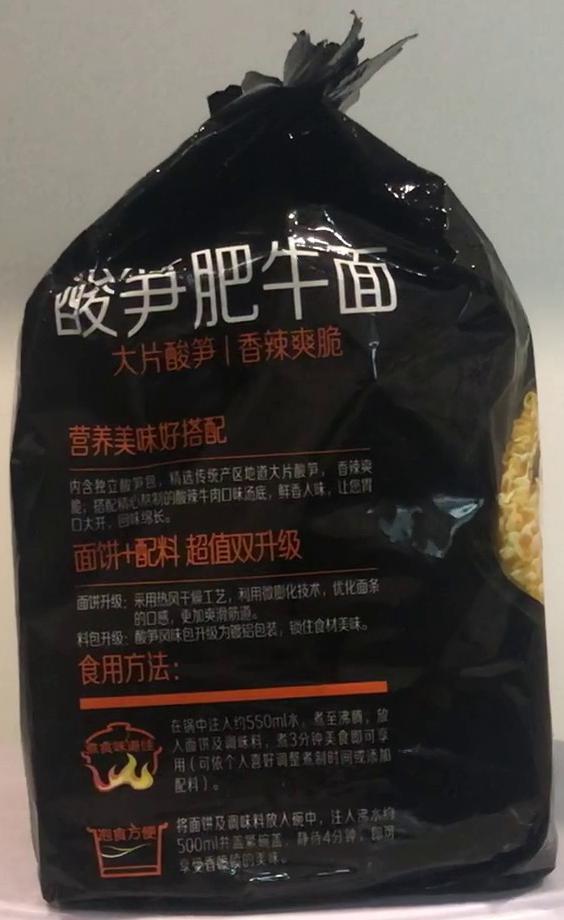 酸笋肥牛面
大片酸笋 | 香辣爽脆
营养美味好搭配
内含独立酸笋包，精选传统产区地道大片酸笋，香辣爽
脆，搭配精心熬制的酸辣牛肉口味汤底，鲜香入味，让您胃
口大开，回味绵长。
面饼+配料 超值双升级
面饼升级：采用热风干燥工艺，利用微膨化技术，优化面条
的口感，更加爽滑筋道。
料包升级：酸笋风味包升级为镀铝包装，锁住食材美味。
食用方法：
在锅中注入约550ml水，煮至沸腾，放
入面饼及调味料，煮3分钟美食即可享
用（可依个人喜好调整煮制时间或添加
配料）。
煮食味道佳
将面饼及调味料放入碗中，注入沸水约
500ml并盖紧碗盖，静待4分钟，即可
享受香喷喷的美味。
泡食方便